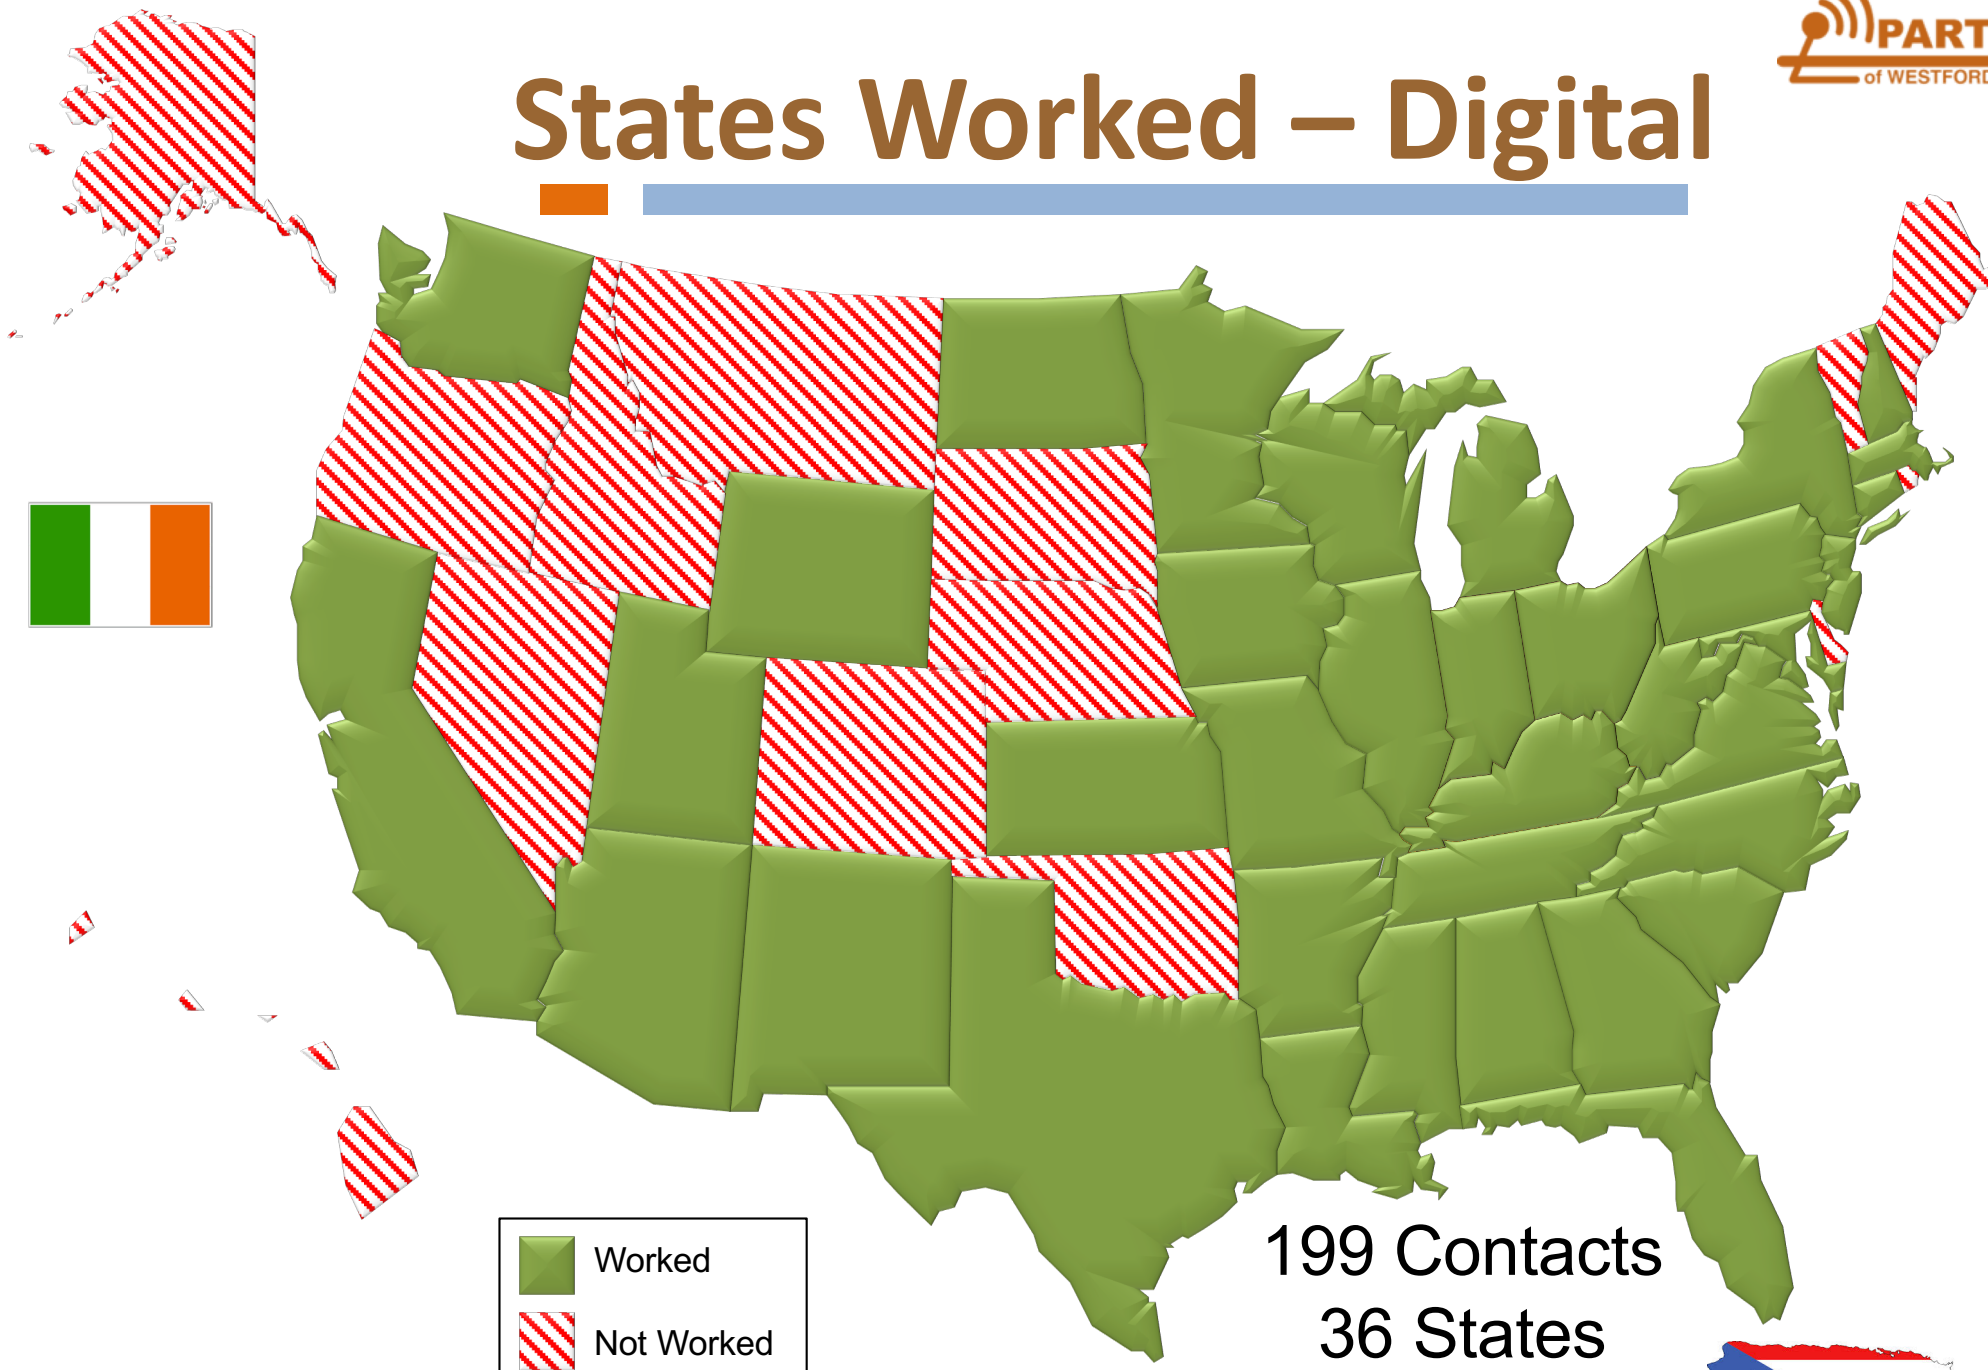 PART
of WESTFORD
States Worked – Digital
Worked
Not Worked
199 Contacts
36 States